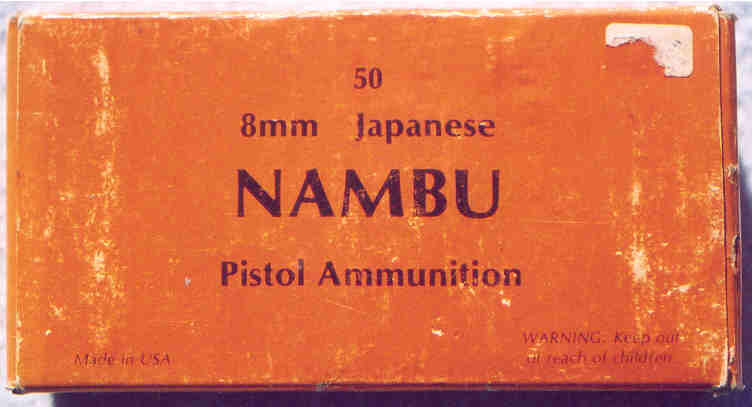 50
8mm Japanese
NAMBU
Pistol Ammunition
WARNING: Keep out
of reach of children
Made in USA